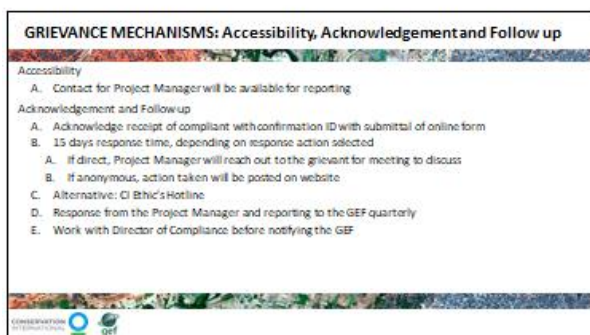 GRIEVANCE MECHANISMS: Accessibility, Acknowledgement and Follow up
Accessibility
A. Contact for Project Manager will be available for reporting
Acknowledgement and Follow up
A. Acknowledge receipt of compliant with confirmation ID with submittal of online form
B. 15 days response time, depending on response action selected
A. If direct, Project Manager will reach out to the grievant for meeting to discuss
B. If anonymous, action taken will be posted on website
C. Alternative: CI Ethic's Hotline
D. Response from the Project Manager and reporting to the GEF quarterly
E. Work with Director of Compliance before notifying the GEF
CONSERVATION
INTERNATIONAL
gef